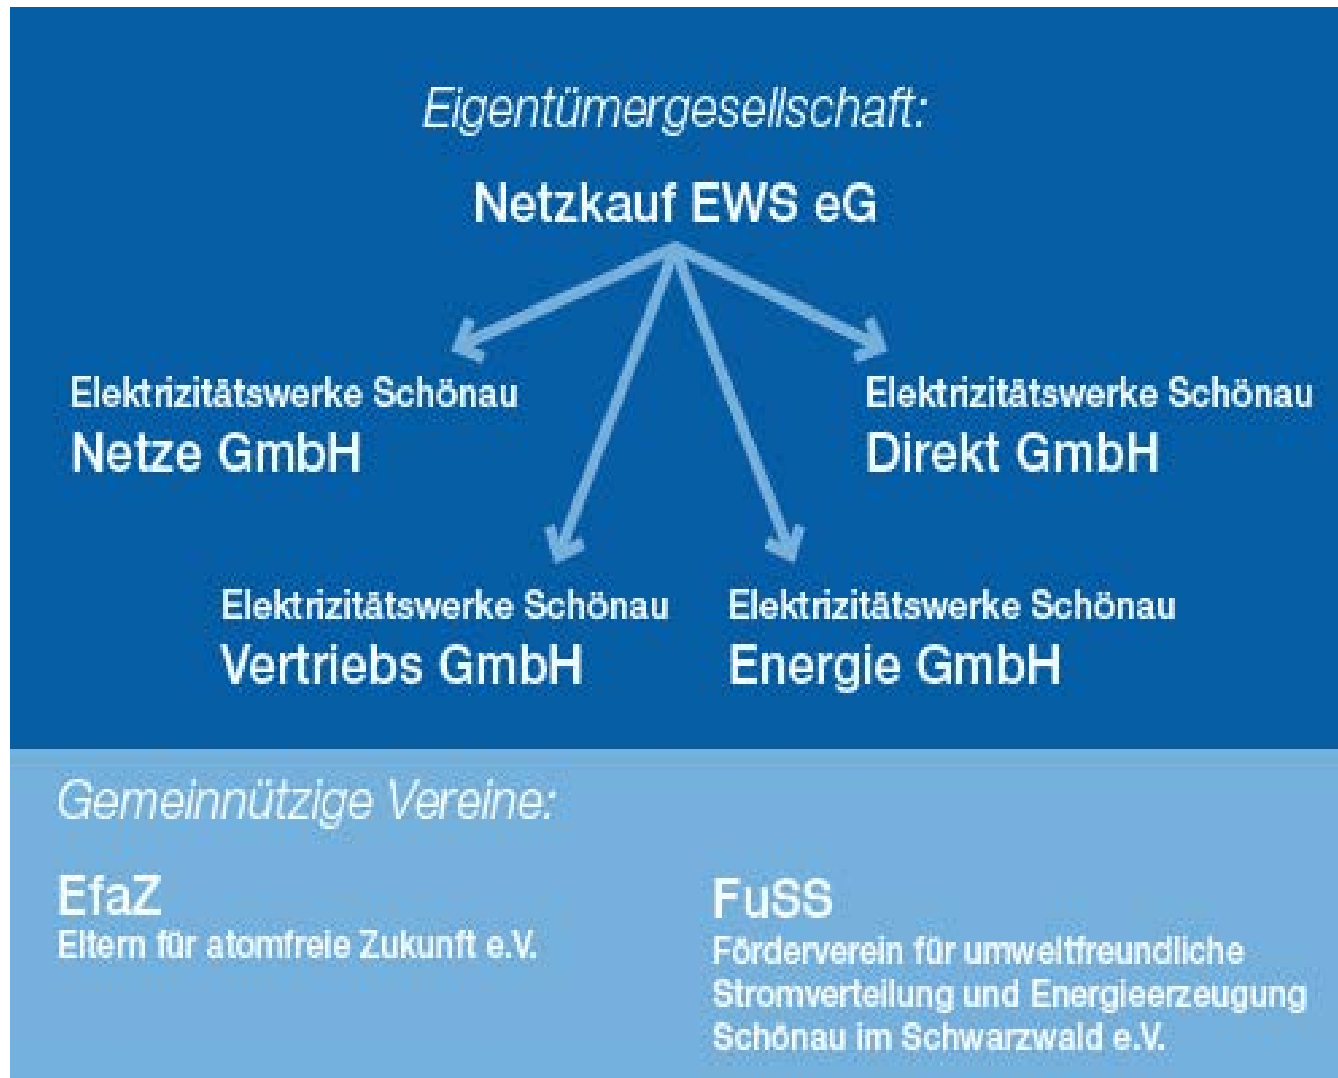 Eigentümergesellschaft:
Netzkauf EWS eG
Elektrizitätswerke Schönau
Netze GmbH
Elektrizitätswerke Schönau
Direkt GmbH
Elektrizitätswerke Schönau
Vertriebs GmbH
Elektrizitätswerke Schönau
Energie GmbH
Gemeinnützige Vereine:
EfaZ
Eltern für atomfreie Zukunft e.V.
FuSS
Förderverein für umweltfreundliche
Stromverteilung und Energieerzeugung
Schönau im Schwarzwald e.V.